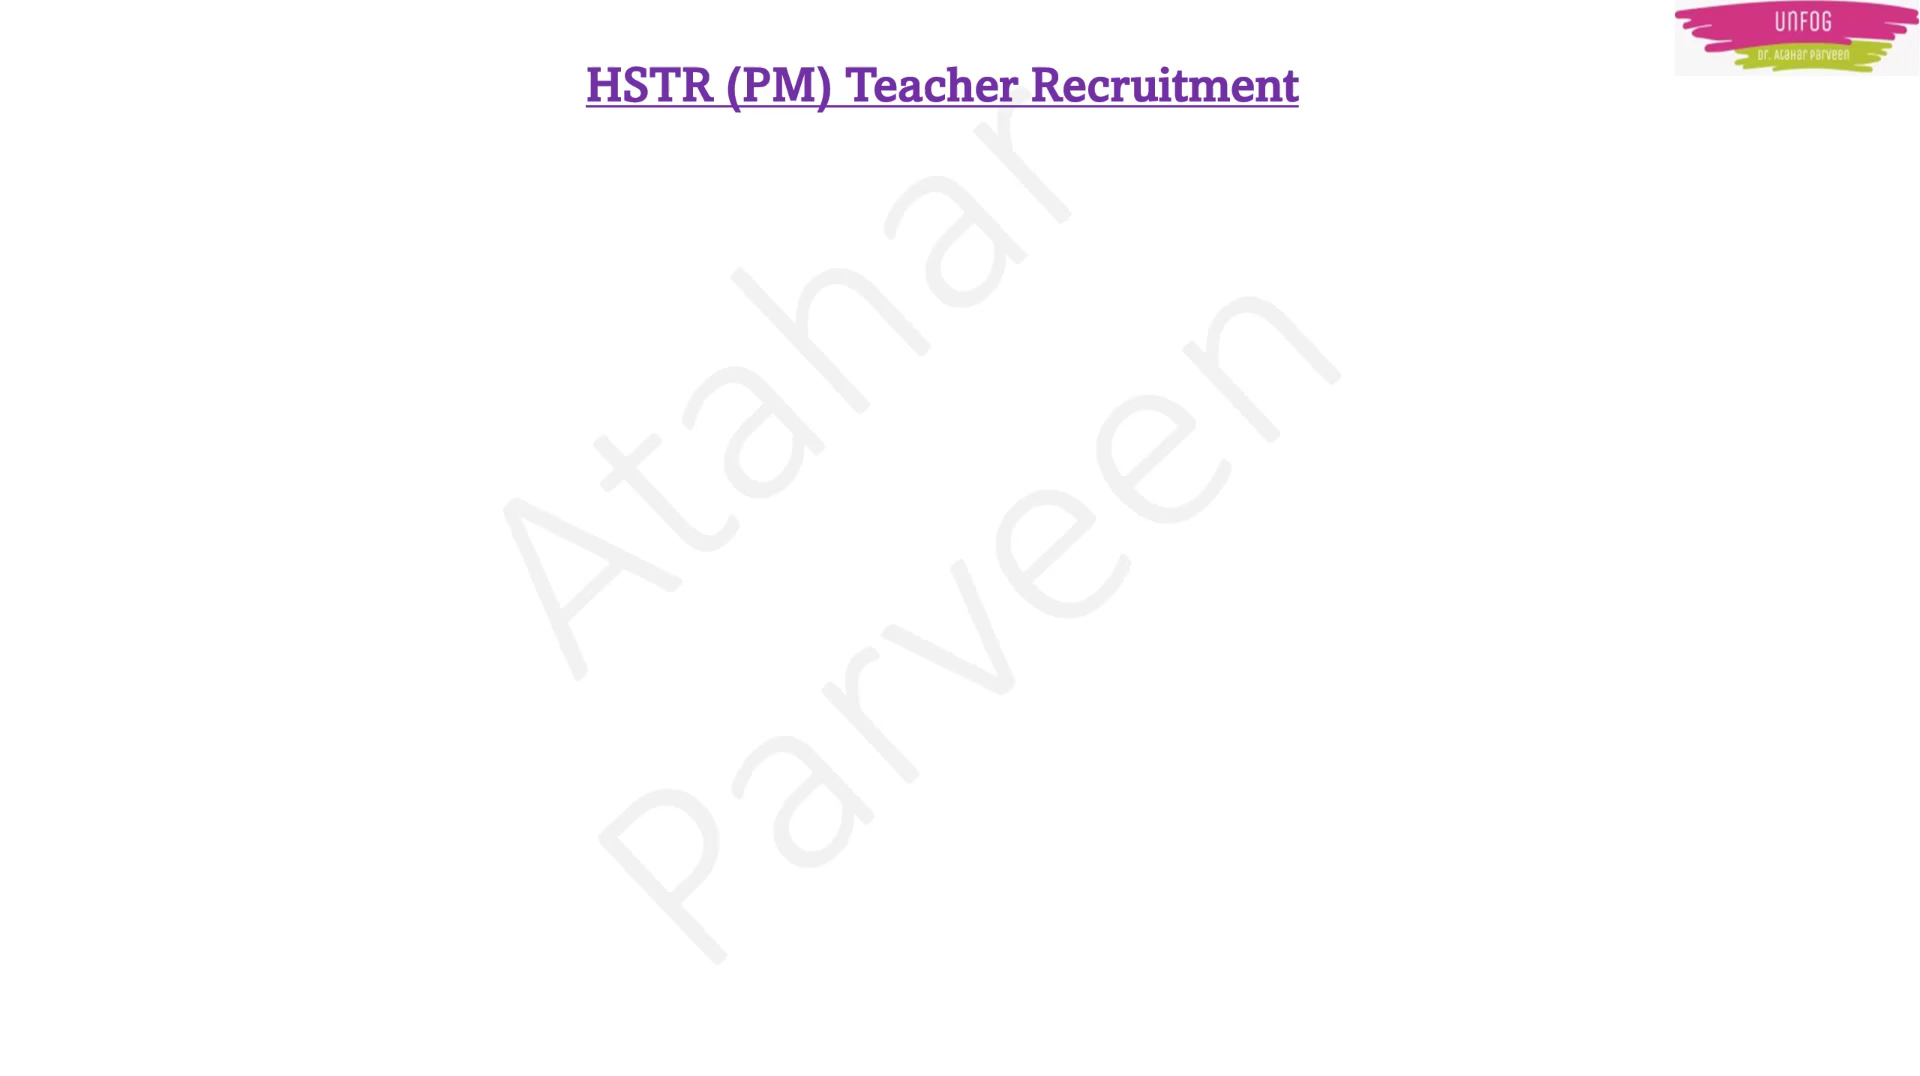 UNFOG
Dr. Atahar Parveen
HSTR (PM) Teacher Recruitment
Atahar
Parveen